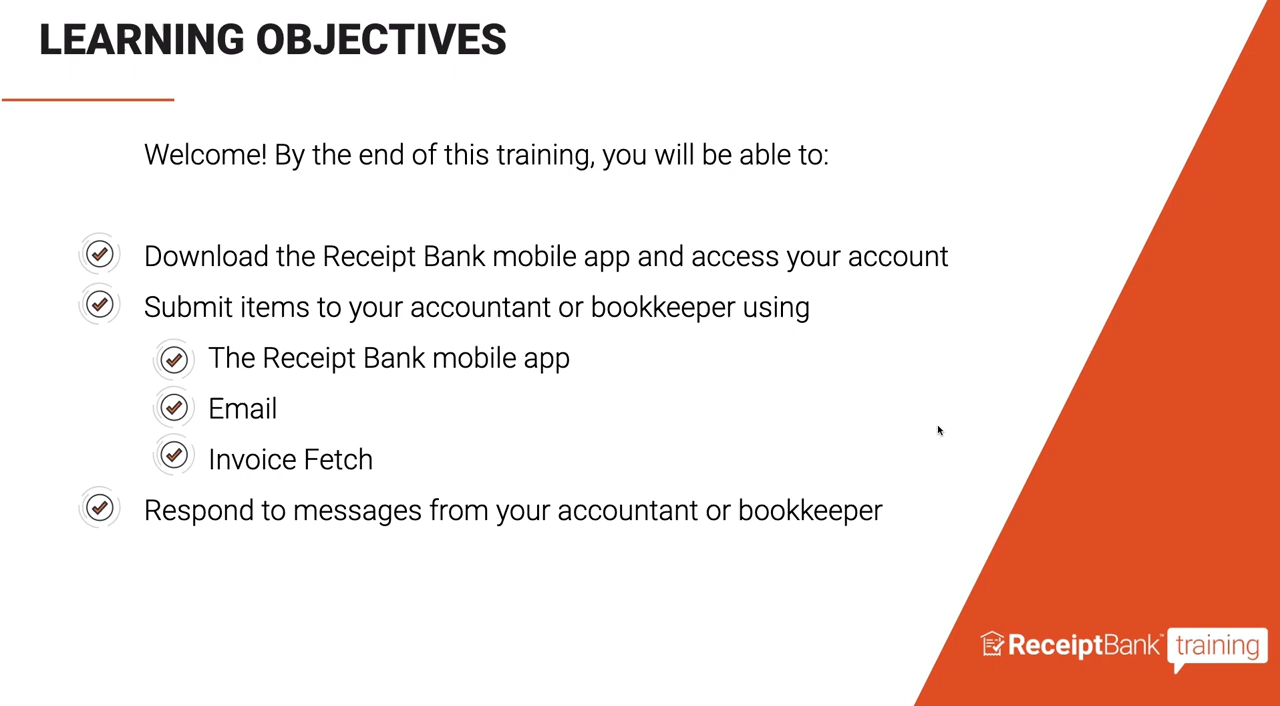 LEARNING OBJECTIVES
Welcome! By the end of this training, you will be able to:
Download the Receipt Bank mobile app and access your account
Submit items to your accountant or bookkeeper using
The Receipt Bank mobile app
Email
Invoice Fetch
Respond to messages from your accountant or bookkeeper
ReceiptBank™ training